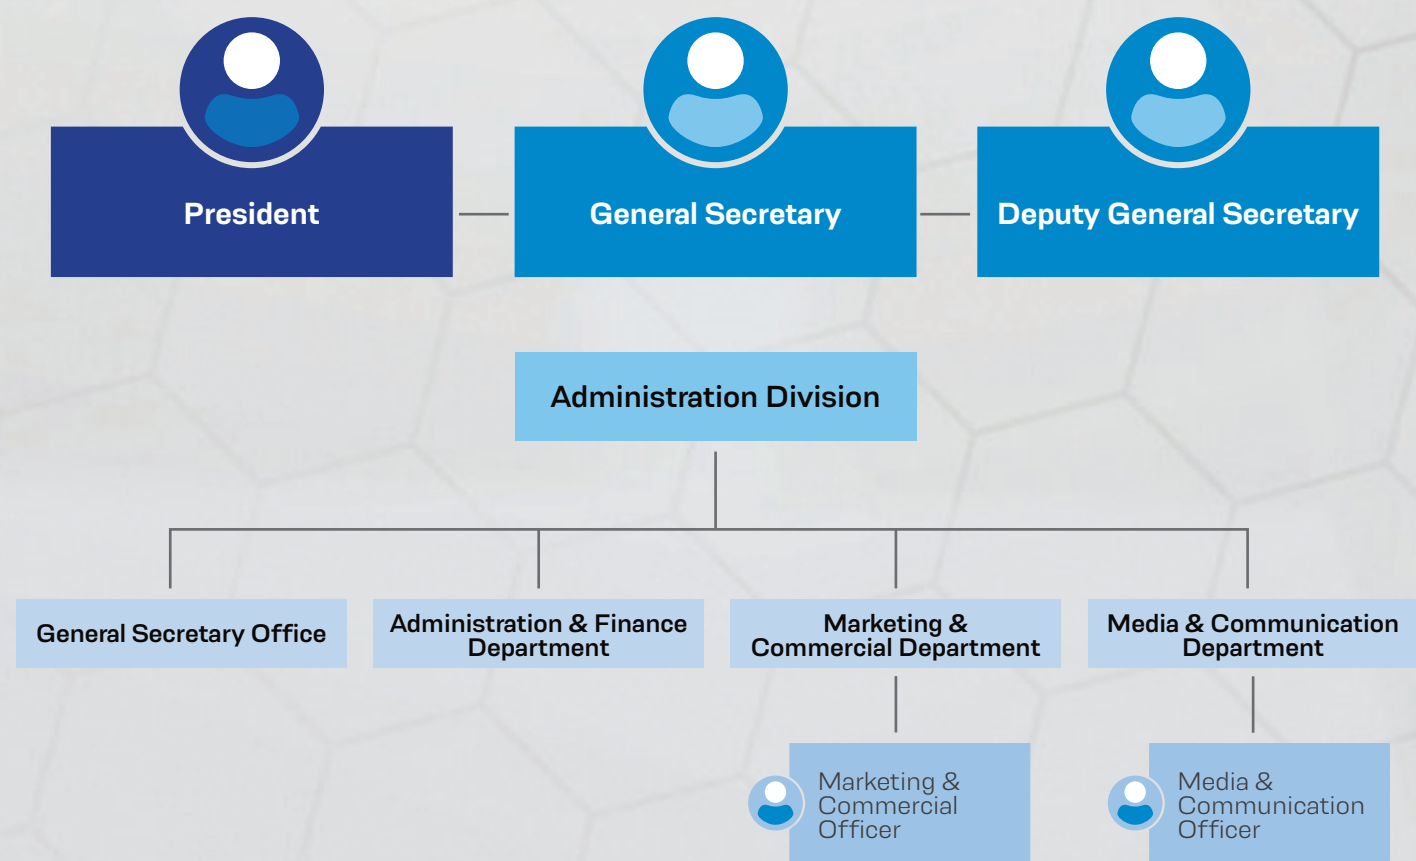 President
General Secretary
Deputy General Secretary
Administration Division
General Secretary Office
Administration & Finance
Department
Marketing &
Commercial Department
Media & Communication
Department
Marketing &
Commercial
Officer
Media &
Communication
Officer